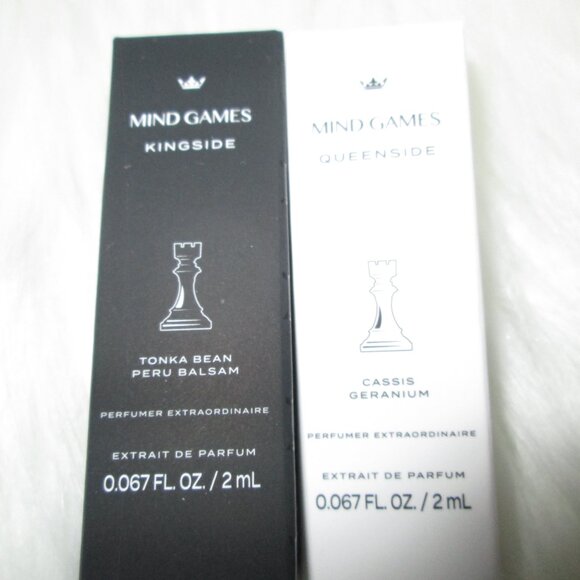 MIND GAMES
KINGSIDE
TONKA BEAN
PERU BALSAM
PERFUMER EXTRAORDINAIRE
EXTRAIT DE PARFUM
0.067 FL. OZ. / 2 mL
MIND GAMES
QUEENSIDE
CASSIS
GERANIUM
PERFUMER EXTRAORDINAIRE
EXTRAIT DE PARFUM
0.067 FL. OZ. / 2 mL